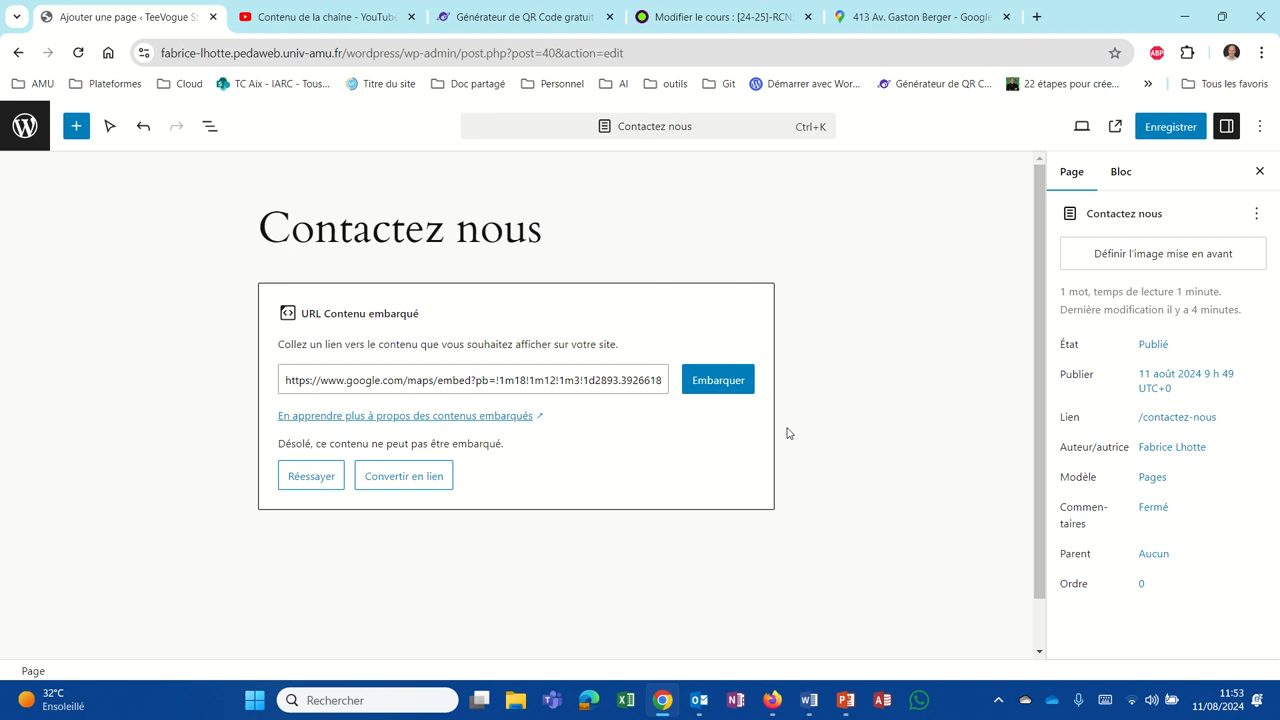 Ajouter une page ‹ TeeVogue S
Contenu de la chaîne - YouTube
Générateur de QR Code gratuit
Modifier le cours : [24-25]-RCN
413 Av. Gaston Berger - Google
fabrice-lhotte.pedaweb.univ-amu.fr/wordpress/wp-admin/post.php?post=40&action=edit
ABP
AMU
Plateformes
Cloud
TC Aix - IARC - Tous...
Titre du site
Doc partagé
Personnel
AI
outils
Git
Démarrer avec Wor...
Générateur de QR C...
22 étapes pour crée...
»
Tous les favoris
Contactez nous
Ctrl+K
Enregistrer
Page
Bloc
Contactez nous
Contactez nous
Définir l'image mise en avant
URL Contenu embarqué
1 mot, temps de lecture 1 minute.
Dernière modification il y a 4 minutes.
Collez un lien vers le contenu que vous souhaitez afficher sur votre site.
https://www.google.com/maps/embed?pb=!1m18!1m12!1m3!1d2893.3926618
Embarquer
En apprendre plus à propos des contenus embarqués ↗
Désolé, ce contenu ne peut pas être embarqué.
Réessayer
Convertir en lien
État
Publié
Publier
11 août 2024 9 h 49
UTC+0
Lien
/contactez-nous
Auteur/autrice
Fabrice Lhotte
Modèle
Pages
Commen-
taires
Fermé
Parent
Aucun
Ordre
0
Page
32°C
Ensoleillé
Rechercher
11:53
11/08/2024